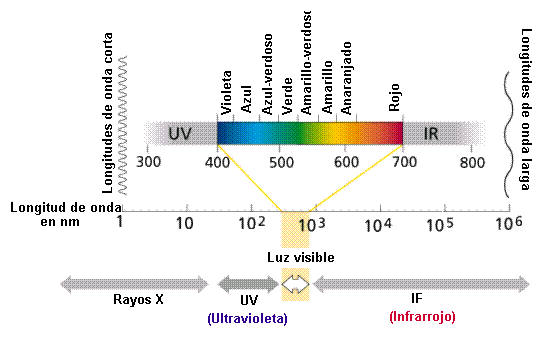 Longitudes de onda corta
Violeta
Azul
Azul-verdoso
Verde
Amarillo-verdoso
Amarillo
Anaranjado
Rojo
Longitudes
de onda larga
UV
IR
300 400 500 600 700 800
Longitud de onda
en nm
1 10 10² 10³ 10⁴ 10⁵ 10⁶
Luz visible
Rayos X
UV
(Ultravioleta)
IF
(Infrarrojo)